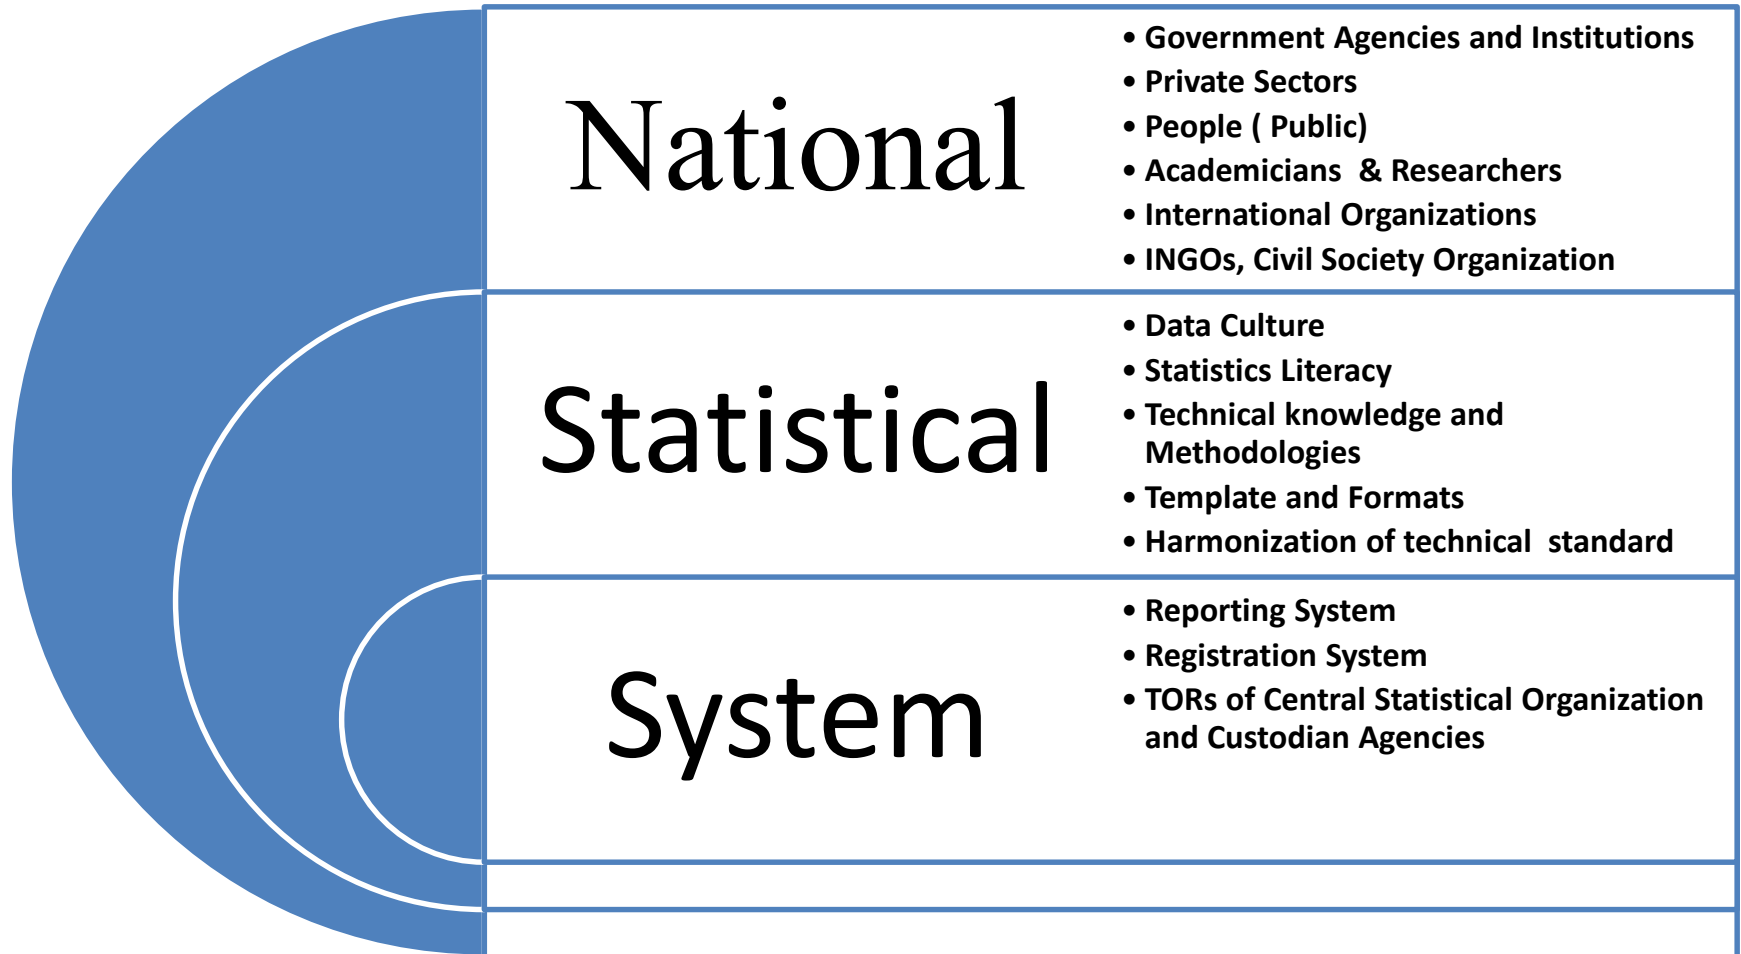 National
• Government Agencies and Institutions
• Private Sectors
• People ( Public)
• Academicians & Researchers
• International Organizations
• INGOs, Civil Society Organization
Statistical
• Data Culture
• Statistics Literacy
• Technical knowledge and
Methodologies
• Template and Formats
• Harmonization of technical standard
System
• Reporting System
• Registration System
• TORs of Central Statistical Organization
and Custodian Agencies